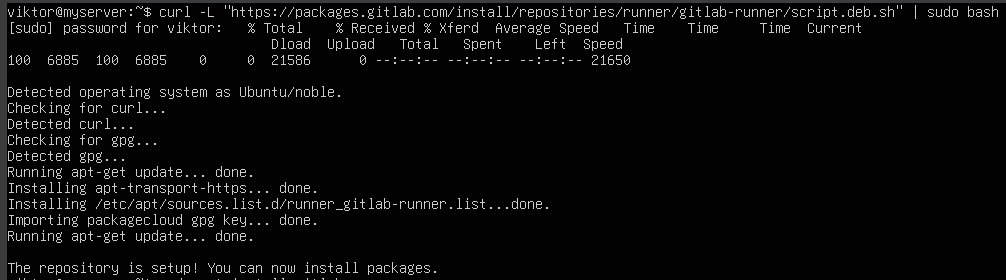 viktor@myserver:~$ curl -L "https://packages.gitlab.com/install/repositories/runner/gitlab-runner/script.deb.sh" | sudo bash
[sudo] password for viktor:   % Total    % Received % Xferd  Average Speed   Time    Time     Time  Current
                                 Dload  Upload   Total   Spent    Left  Speed
100  6885  100  6885    0     0  21586      0 --:--:-- --:--:-- --:--:-- 21650

Detected operating system as Ubuntu/noble.
Checking for curl...
Detected curl...
Checking for gpg...
Detected gpg...
Running apt-get update... done.
Installing apt-transport-https... done.
Installing /etc/apt/sources.list.d/runner_gitlab-runner.list...done.
Importing packagecloud gpg key... done.
Running apt-get update... done.

The repository is setup! You can now install packages.